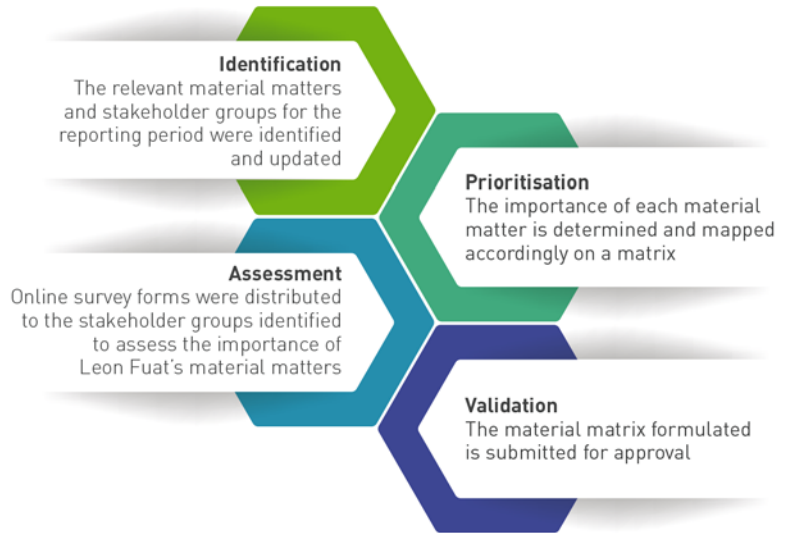 Identification
The relevant material matters
and stakeholder groups for the
reporting period were identified
and updated
Prioritisation
The importance of each material
matter is determined and mapped
accordingly on a matrix
Assessment
Online survey forms were distributed
to the stakeholder groups identified
to assess the importance of
Leon Fuat's material matters
Validation
The material matrix formulated
is submitted for approval